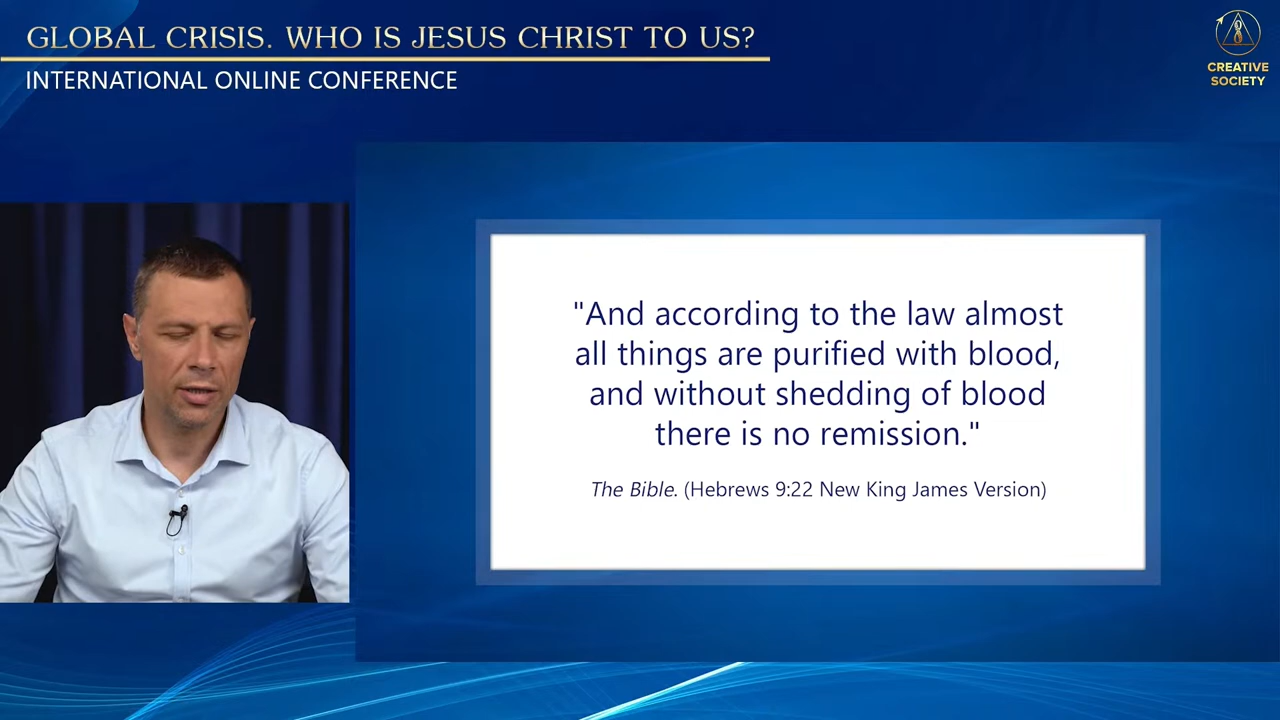 GLOBAL CRISIS. WHO IS JESUS CHRIST TO US?
INTERNATIONAL ONLINE CONFERENCE
CREATIVE
SOCIETY
"And according to the law almost
all things are purified with blood,
and without shedding of blood
there is no remission."
The Bible. (Hebrews 9:22 New King James Version)